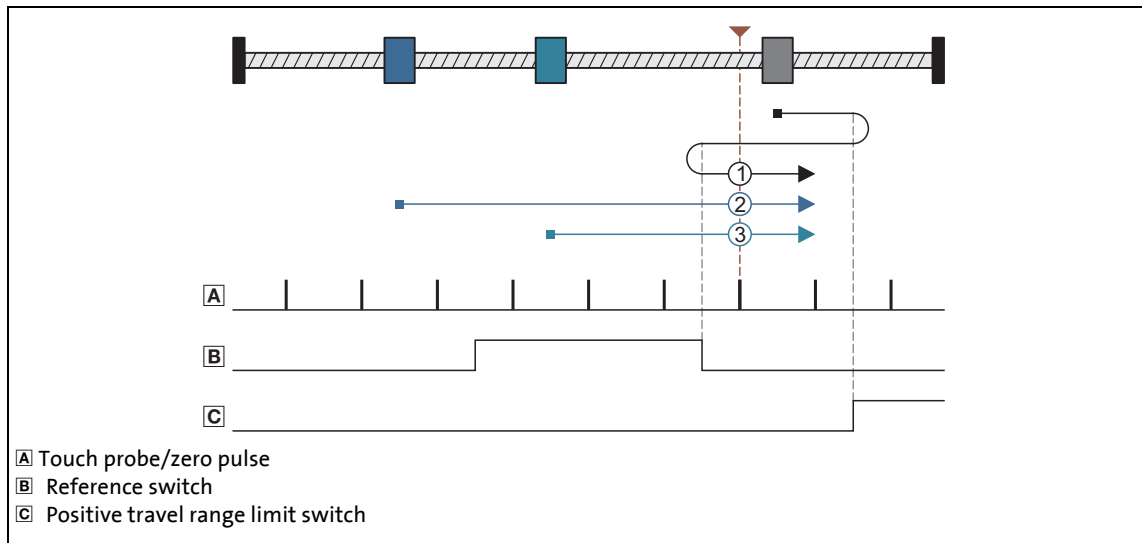 1
2
3
A
B
C
A Touch probe/zero pulse
B Reference switch
C Positive travel range limit switch